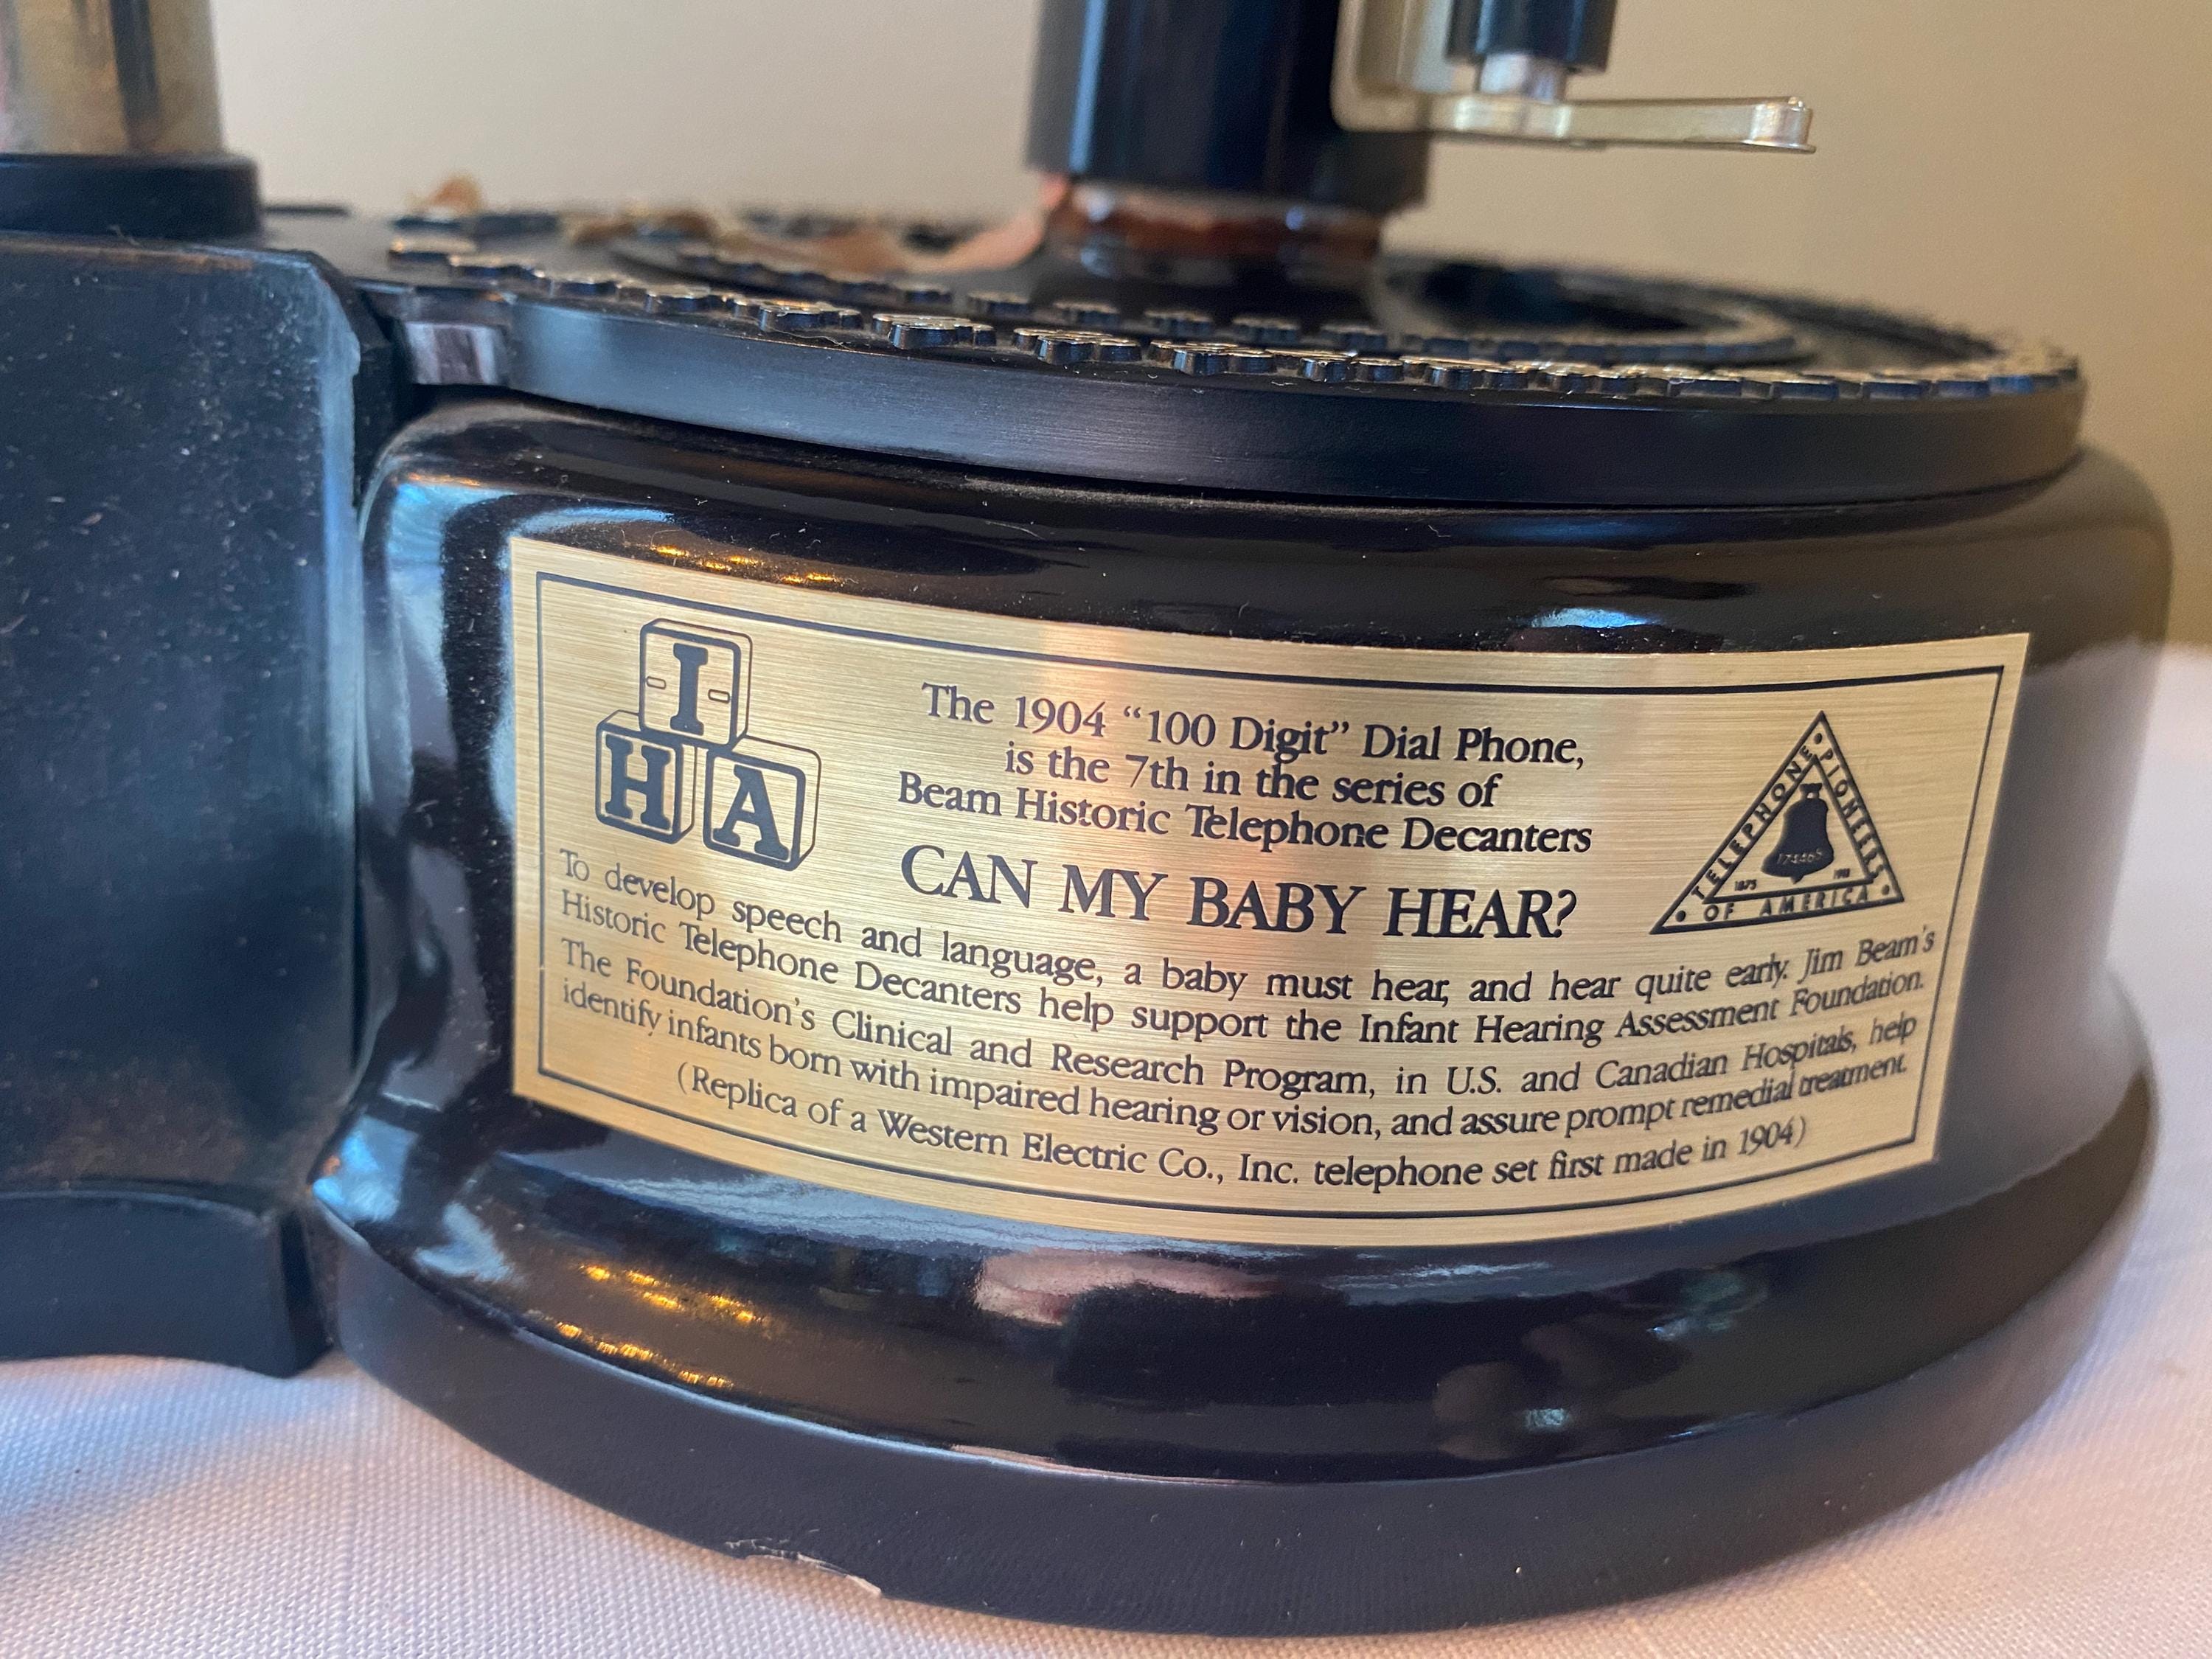 I
H A
The 1904 “100 Digit” Dial Phone,
is the 7th in the series of
Beam Historic Telephone Decanters
CAN MY BABY HEAR?
TELEPHONE PIONEERS
OF AMERICA
174465
1875
To develop speech and language, a baby must hear, and hear quite early. Jim Beam's
Historic Telephone Decanters help support the Infant Hearing Assessment Foundation.
The Foundation's Clinical and Research Program, in U.S. and Canadian Hospitals, help
identify infants born with impaired hearing or vision, and assure prompt remedial treatment.
(Replica of a Western Electric Co., Inc. telephone set first made in 1904)